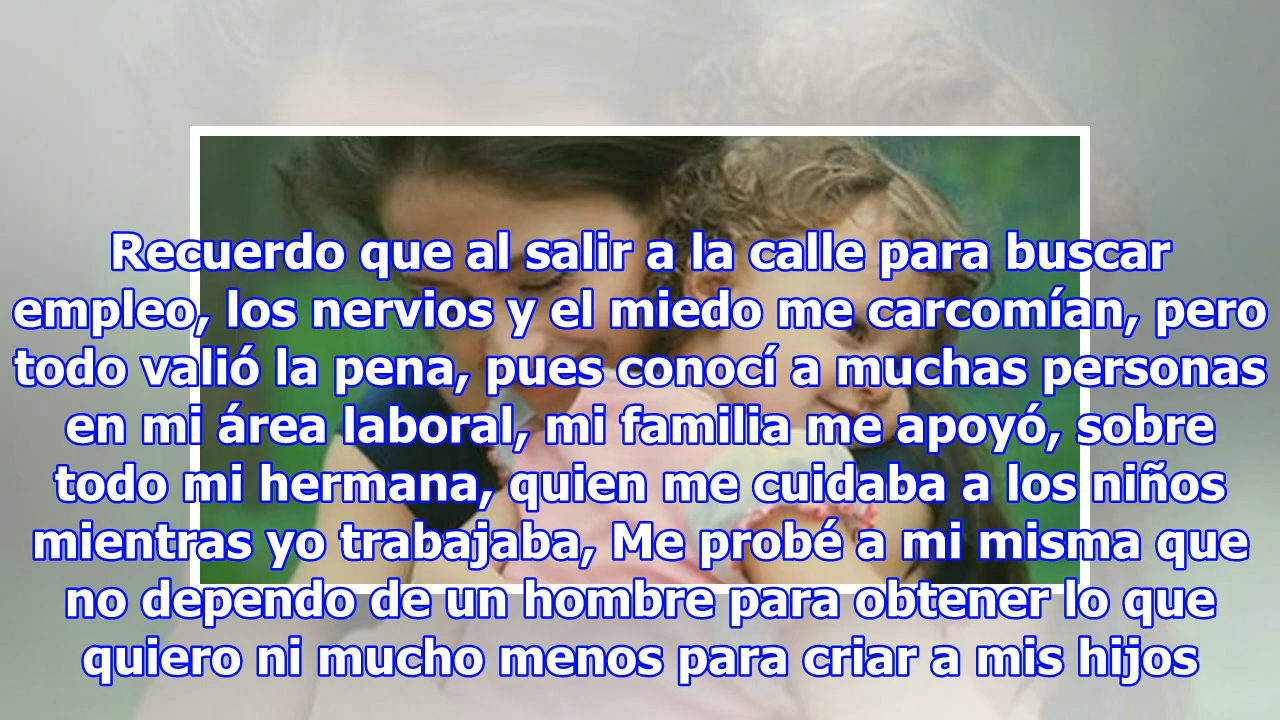 Recuerdo que al salir a la calle para buscar
empleo, los nervios y el miedo me carcomían, pero
todo valió la pena, pues conocí a muchas personas
en mi área laboral, mi familia me apoyó, sobre
todo mi hermana, quien me cuidaba a los niños
mientras yo trabajaba, Me probé a mi misma que
no dependo de un hombre para obtener lo que
quiero ni mucho menos para criar a mis hijos